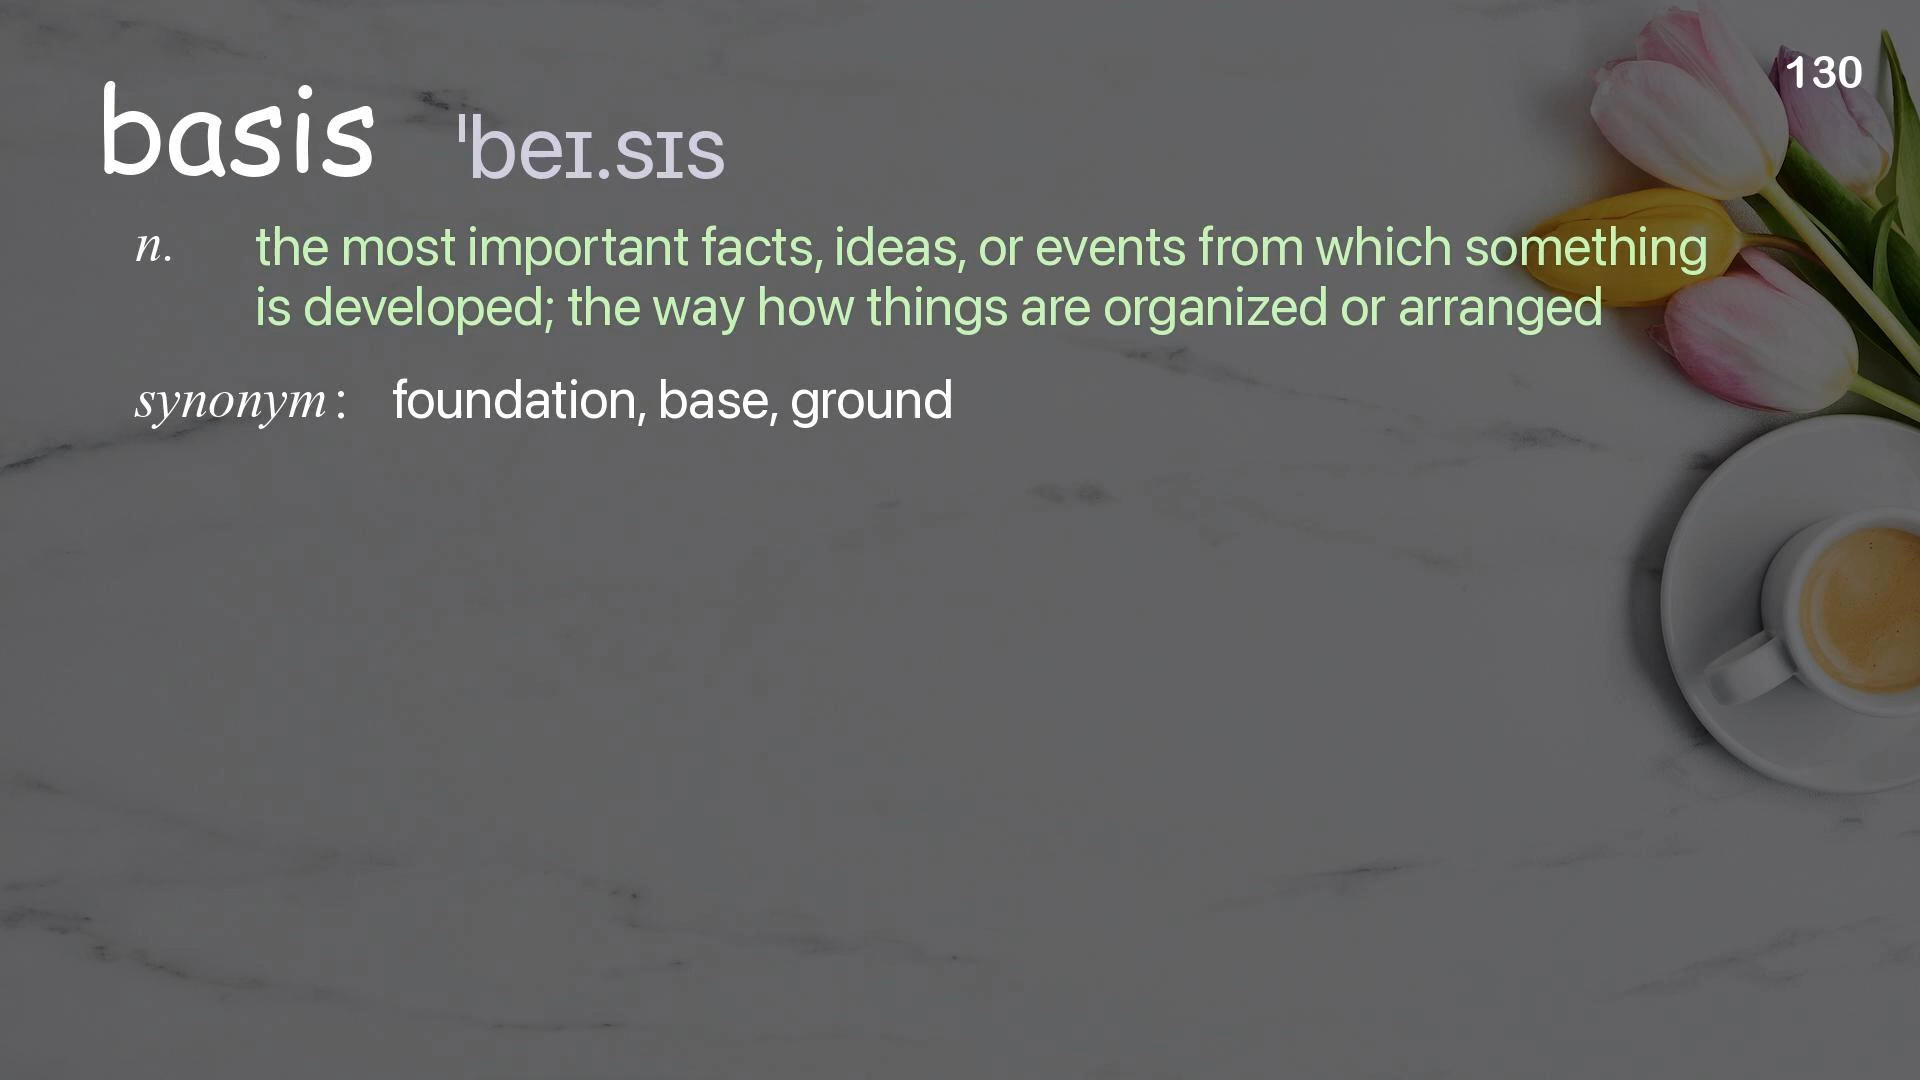 130
basis ˈbeɪ.sɪs
n. the most important facts, ideas, or events from which something
is developed; the way how things are organized or arranged
synonym : foundation, base, ground